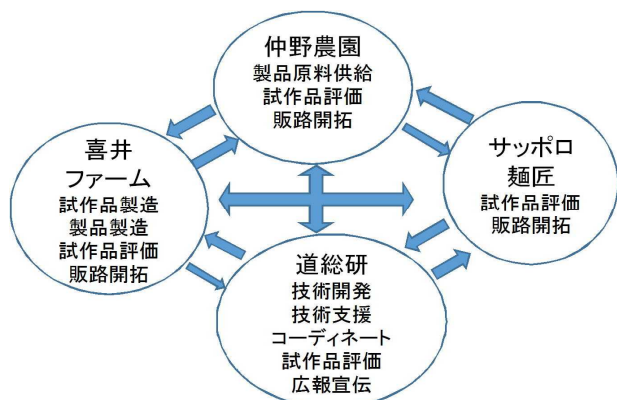 仲野農園
製品原料供給
試作品評価
販路開拓
喜井
ファーム
試作品製造
製品製造
試作品評価
販路開拓
サッポロ
麺匠
試作品評価
販路開拓
道総研
技術開発
技術支援
コーディネート
試作品評価
広報宣伝